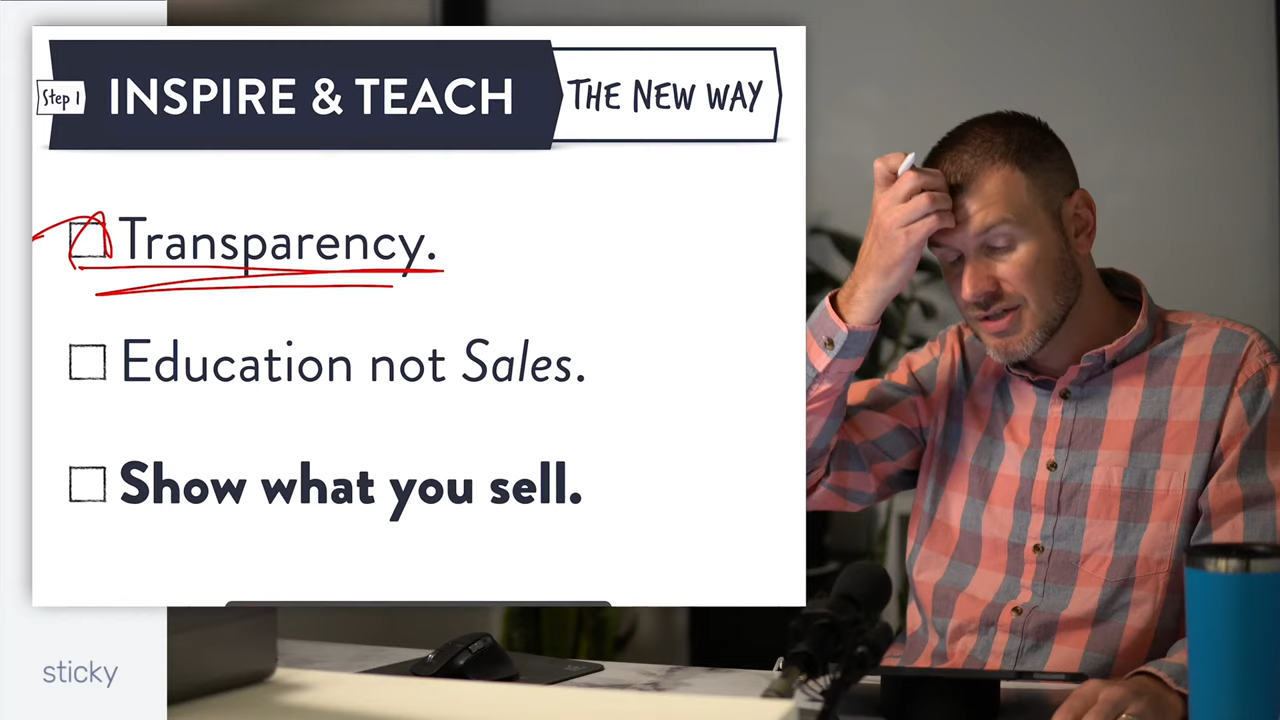 Step 1
INSPIRE & TEACH
THE NEW WAY
Transparency.
Education not Sales.
Show what you sell.
sticky